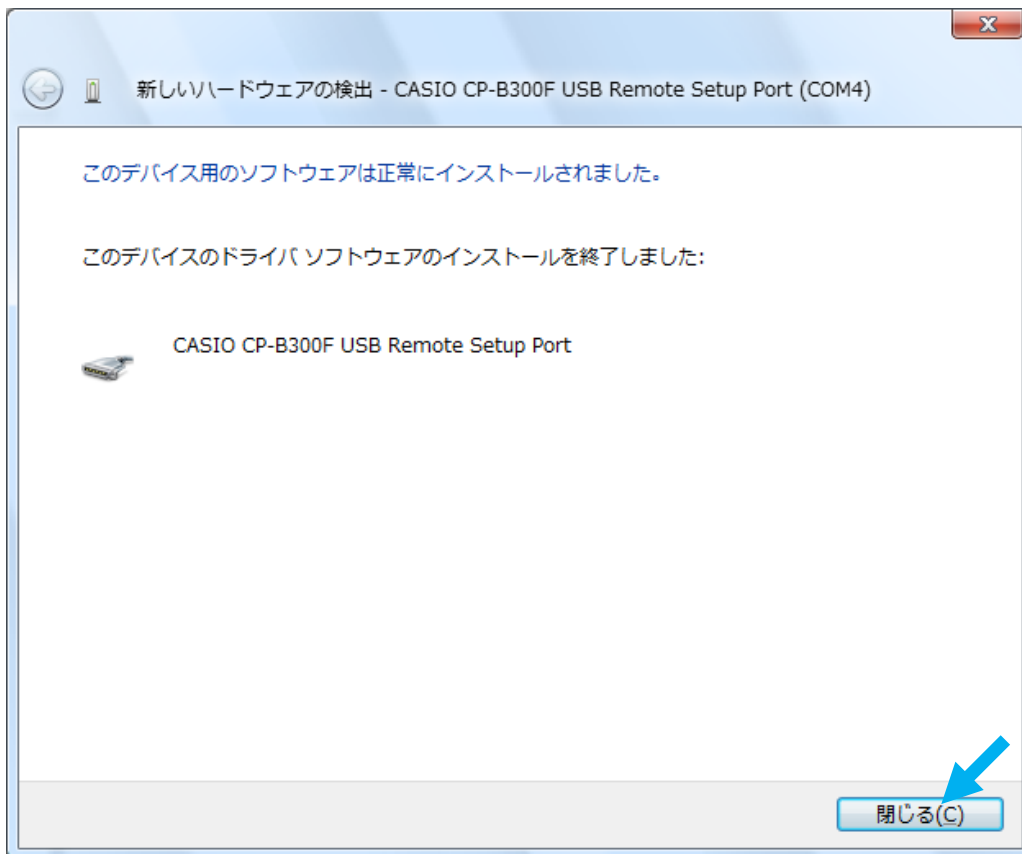 新しいハードウェアの検出 - CASIO CP-B300F USB Remote Setup Port (COM4)
このデバイス用のソフトウェアは正常にインストールされました。
このデバイスのドライバ ソフトウェアのインストールを終了しました:
CASIO CP-B300F USB Remote Setup Port
閉じる(C)